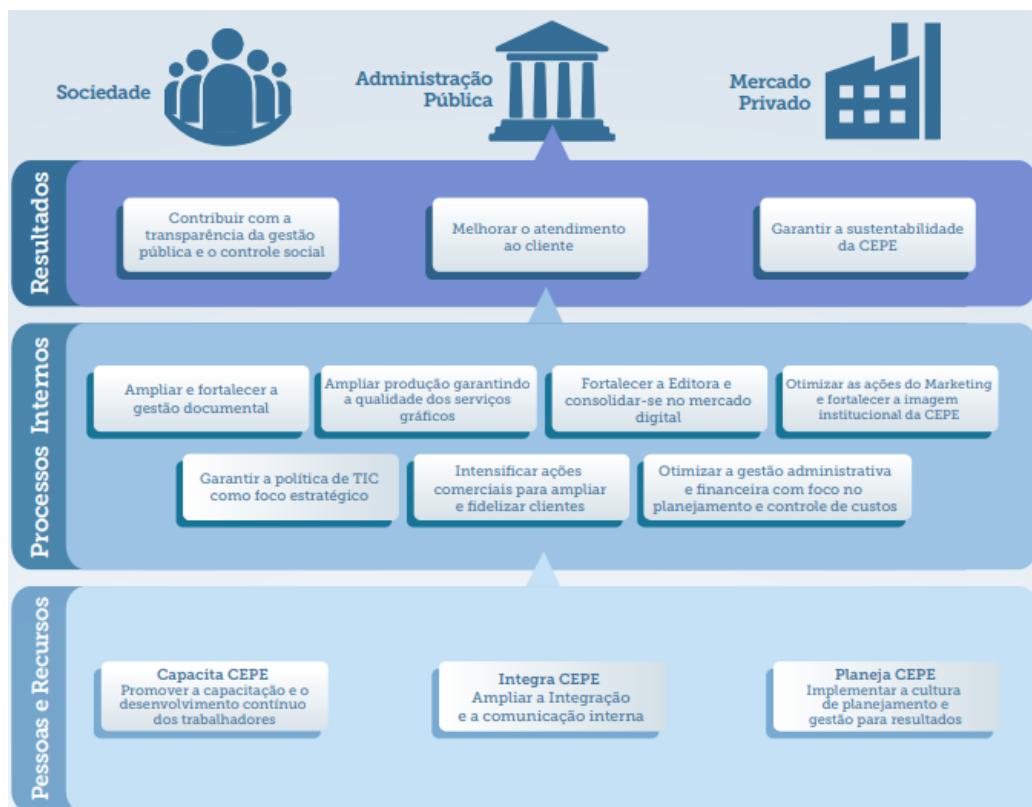 Sociedade
Administração
Pública
Mercado
Privado
Resultados
Contribuir com a
transparência da gestão
pública e o controle social
Melhorar o atendimento
ao cliente
Garantir a sustentabilidade
da CEPE
Processos Internos
Ampliar e fortalecer a
gestão documental
Ampliar produção garantindo
a qualidade dos serviços
gráficos
Fortalecer a Editora e
consolidar-se no mercado
digital
Otimizar as ações do Marketing
e fortalecer a imagem
institucional da CEPE
Garantir a política de TIC
como foco estratégico
Intensificar ações
comerciais para ampliar
e fidelizar clientes
Otimizar a gestão administrativa
e financeira com foco no
planejamento e controle de custos
Pessoas e Recursos
Capacita CEPE
Promover a capacitação e o
desenvolvimento contínuo
dos trabalhadores
Integra CEPE
Ampliar a Integração
e a comunicação interna
Planeja CEPE
Implementar a cultura
de planejamento e
gestão para resultados